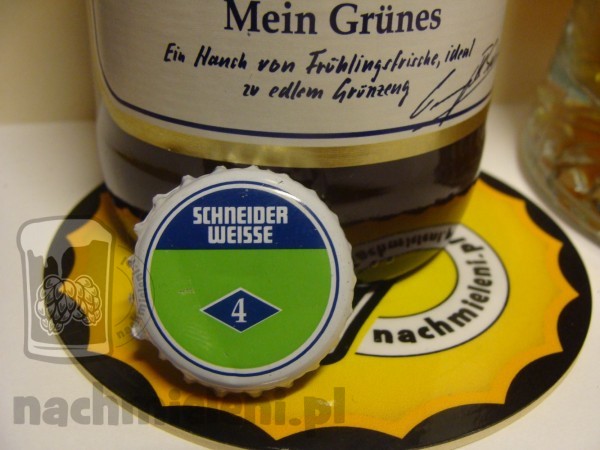 Mein Grünes
Ein Hauch von Frühlingsfrische, ideal
zu edlem Grünzeug
SCHNEIDER
WEISSE
4
nachmieleni.pl
nachmieleni.pl